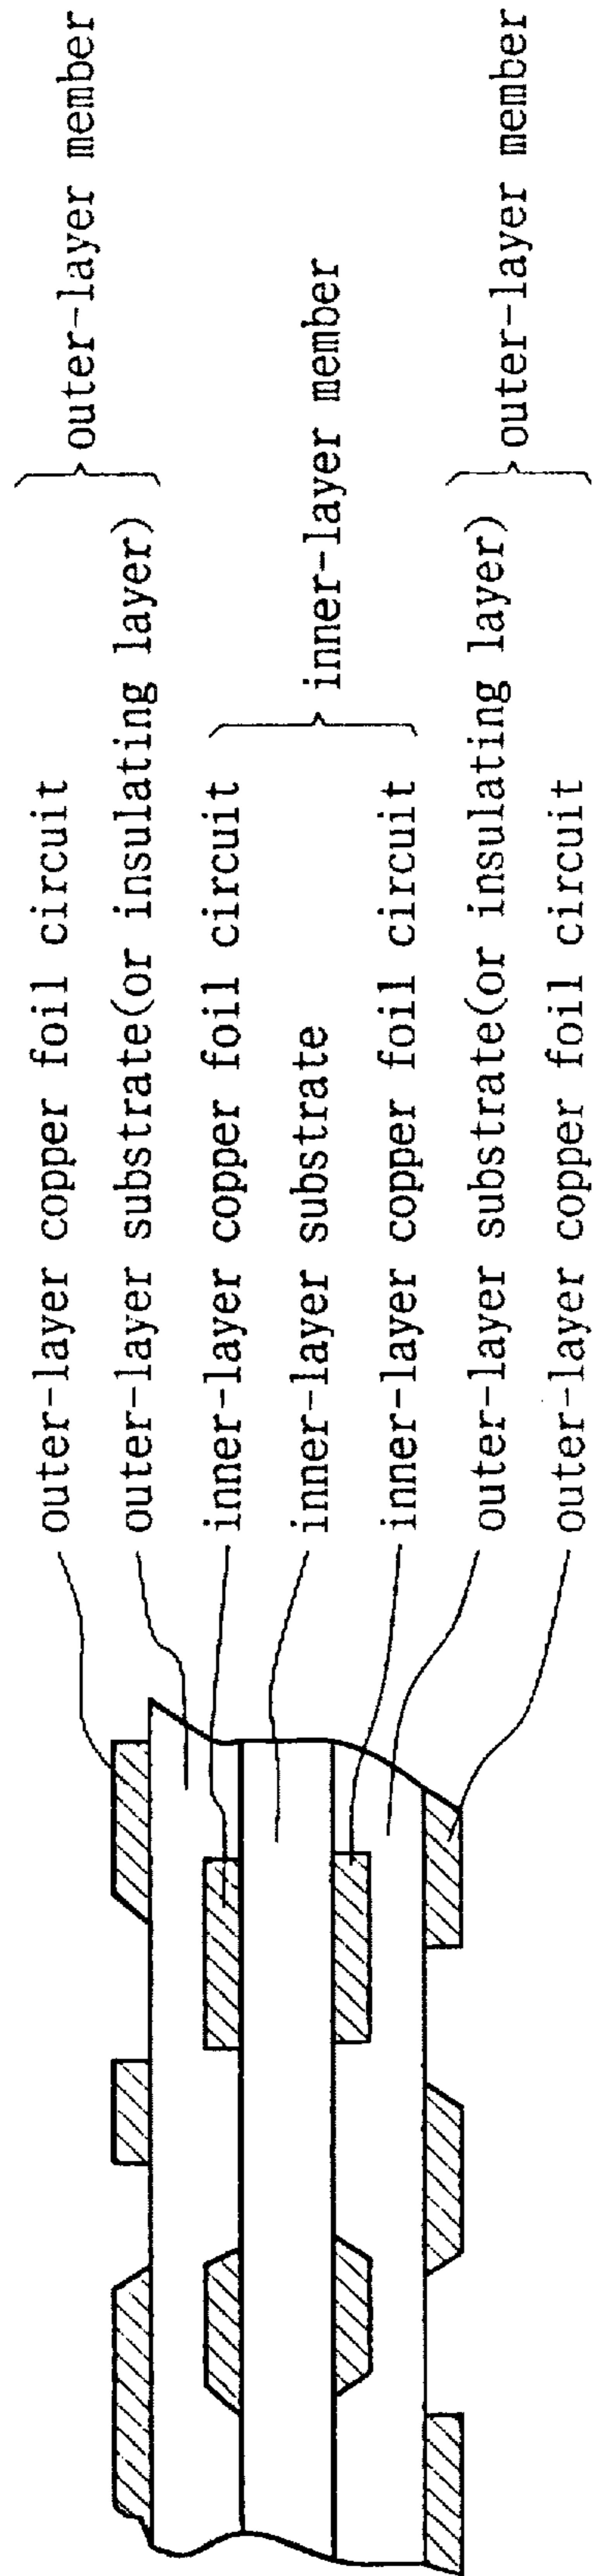 outer-layer copper foil circuit
outer-layer substrate(or insulating layer)
outer-layer member
inner-layer copper foil circuit
inner-layer substrate
inner-layer copper foil circuit
inner-layer member
outer-layer substrate(or insulating layer)
outer-layer copper foil circuit
outer-layer member